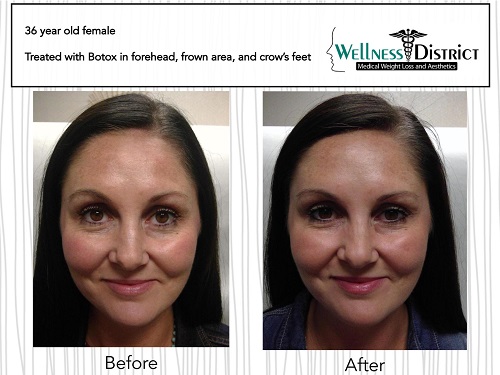 36 year old female
Treated with Botox in forehead, frown area, and crow's feet
Wellness District
Medical Weight Loss and Aesthetics
Before
After